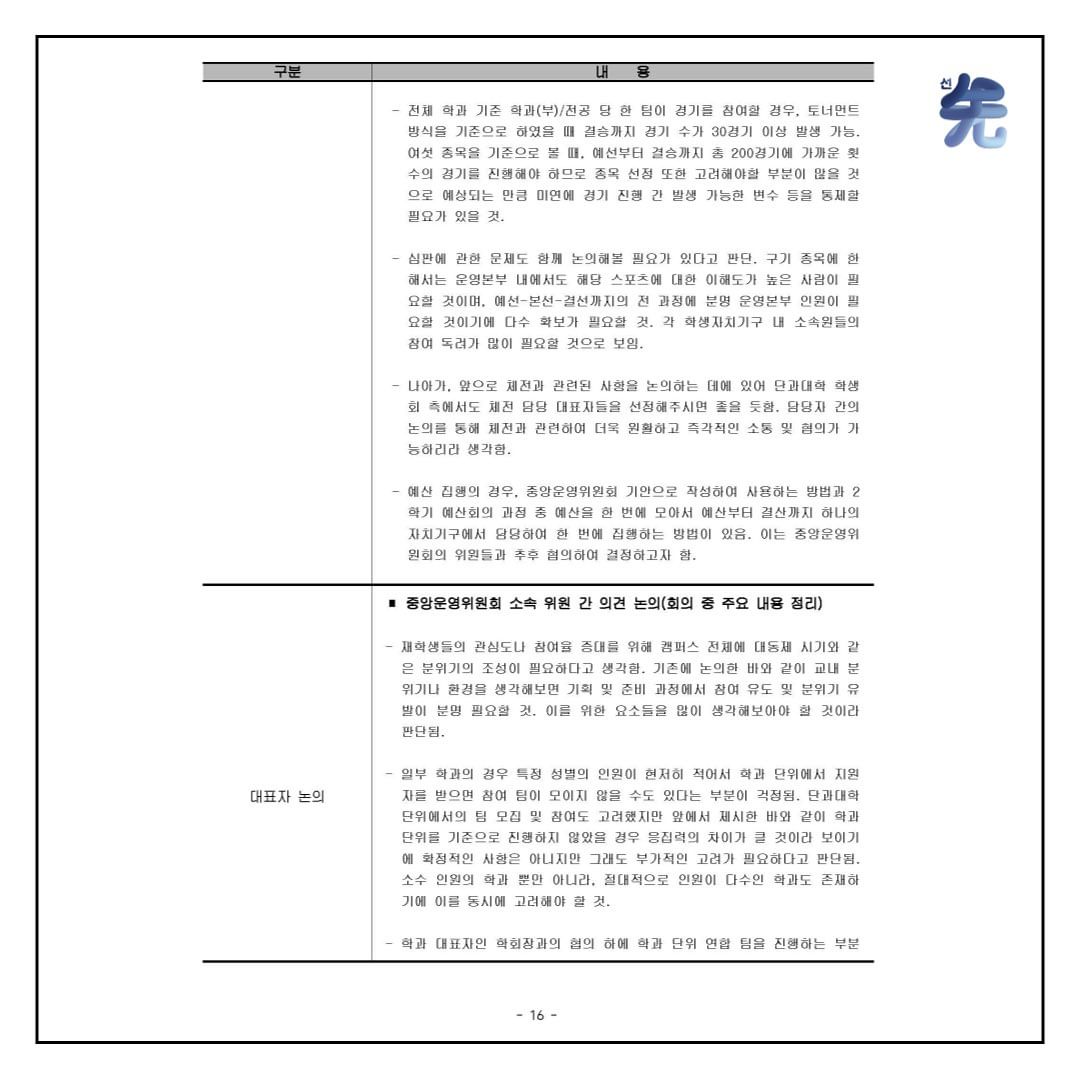 구분 내 용
선
先
- 전체 학과 기준 학과(부)/전공 당 한 팀이 경기를 참여할 경우, 토너먼트
방식을 기준으로 하였을 때 결승까지 경기 수가 30경기 이상 발생 가능.
여섯 종목을 기준으로 볼 때, 예선부터 결승까지 총 200경기에 가까운 횟
수의 경기를 진행해야 하므로 종목 선정 또한 고려해야할 부분이 많을 것
으로 예상되는 만큼 미연에 경기 진행 간 발생 가능한 변수 등을 통제할
필요가 있을 것.
- 심판에 관한 문제도 함께 논의해볼 필요가 있다고 판단. 구기 종목에 한
해서는 운영본부 내에서도 해당 스포츠에 대한 이해도가 높은 사람이 필
요할 것이며, 예선-본선-결선까지의 전 과정에 분명 운영본부 인원이 필
요할 것이기에 다수 확보가 필요할 것. 각 학생자치기구 내 소속원들의
참여 독려가 많이 필요할 것으로 보임.
- 나아가, 앞으로 체전과 관련된 사항을 논의하는 데에 있어 단과대학 학생
회 측에서도 체전 담당 대표자들을 선정해주시면 좋을 듯함. 담당자 간의
논의를 통해 체전과 관련하여 더욱 원활하고 즉각적인 소통 및 협의가 가
능하리라 생각함.
- 예산 집행의 경우, 중앙운영위원회 기안으로 작성하여 사용하는 방법과 2
학기 예산회의 과정 중 예산을 한 번에 모아서 예산부터 결산까지 하나의
자치기구에서 담당하여 한 번에 집행하는 방법이 있음. 이는 중앙운영위
원회의 위원들과 추후 협의하여 결정하고자 함.
■ 중앙운영위원회 소속 위원 간 의견 논의(회의 중 주요 내용 정리)
- 재학생들의 관심도나 참여율 증대를 위해 캠퍼스 전체에 대동제 시기와 같
은 분위기의 조성이 필요하다고 생각함. 기존에 논의한 바와 같이 교내 분
위기나 환경을 생각해보면 기획 및 준비 과정에서 참여 유도 및 분위기 유
발이 분명 필요할 것. 이를 위한 요소들을 많이 생각해보아야 할 것이라
판단됨.
대표자 논의
- 일부 학과의 경우 특정 성별의 인원이 현저히 적어서 학과 단위에서 지원
자를 받으면 참여 팀이 모이지 않을 수도 있다는 부분이 걱정됨. 단과대학
단위에서의 팀 모집 및 참여도 고려했지만 앞에서 제시한 바와 같이 학과
단위를 기준으로 진행하지 않았을 경우 응집력의 차이가 클 것이라 보이기
에 확정적인 사항은 아니지만 그래도 부가적인 고려가 필요하다고 판단됨.
소수 인원의 학과 뿐만 아니라, 절대적으로 인원이 다수인 학과도 존재하
기에 이를 동시에 고려해야 할 것.
- 학과 대표자인 학회장과의 협의 하에 학과 단위 연합 팀을 진행하는 부분
- 16 -